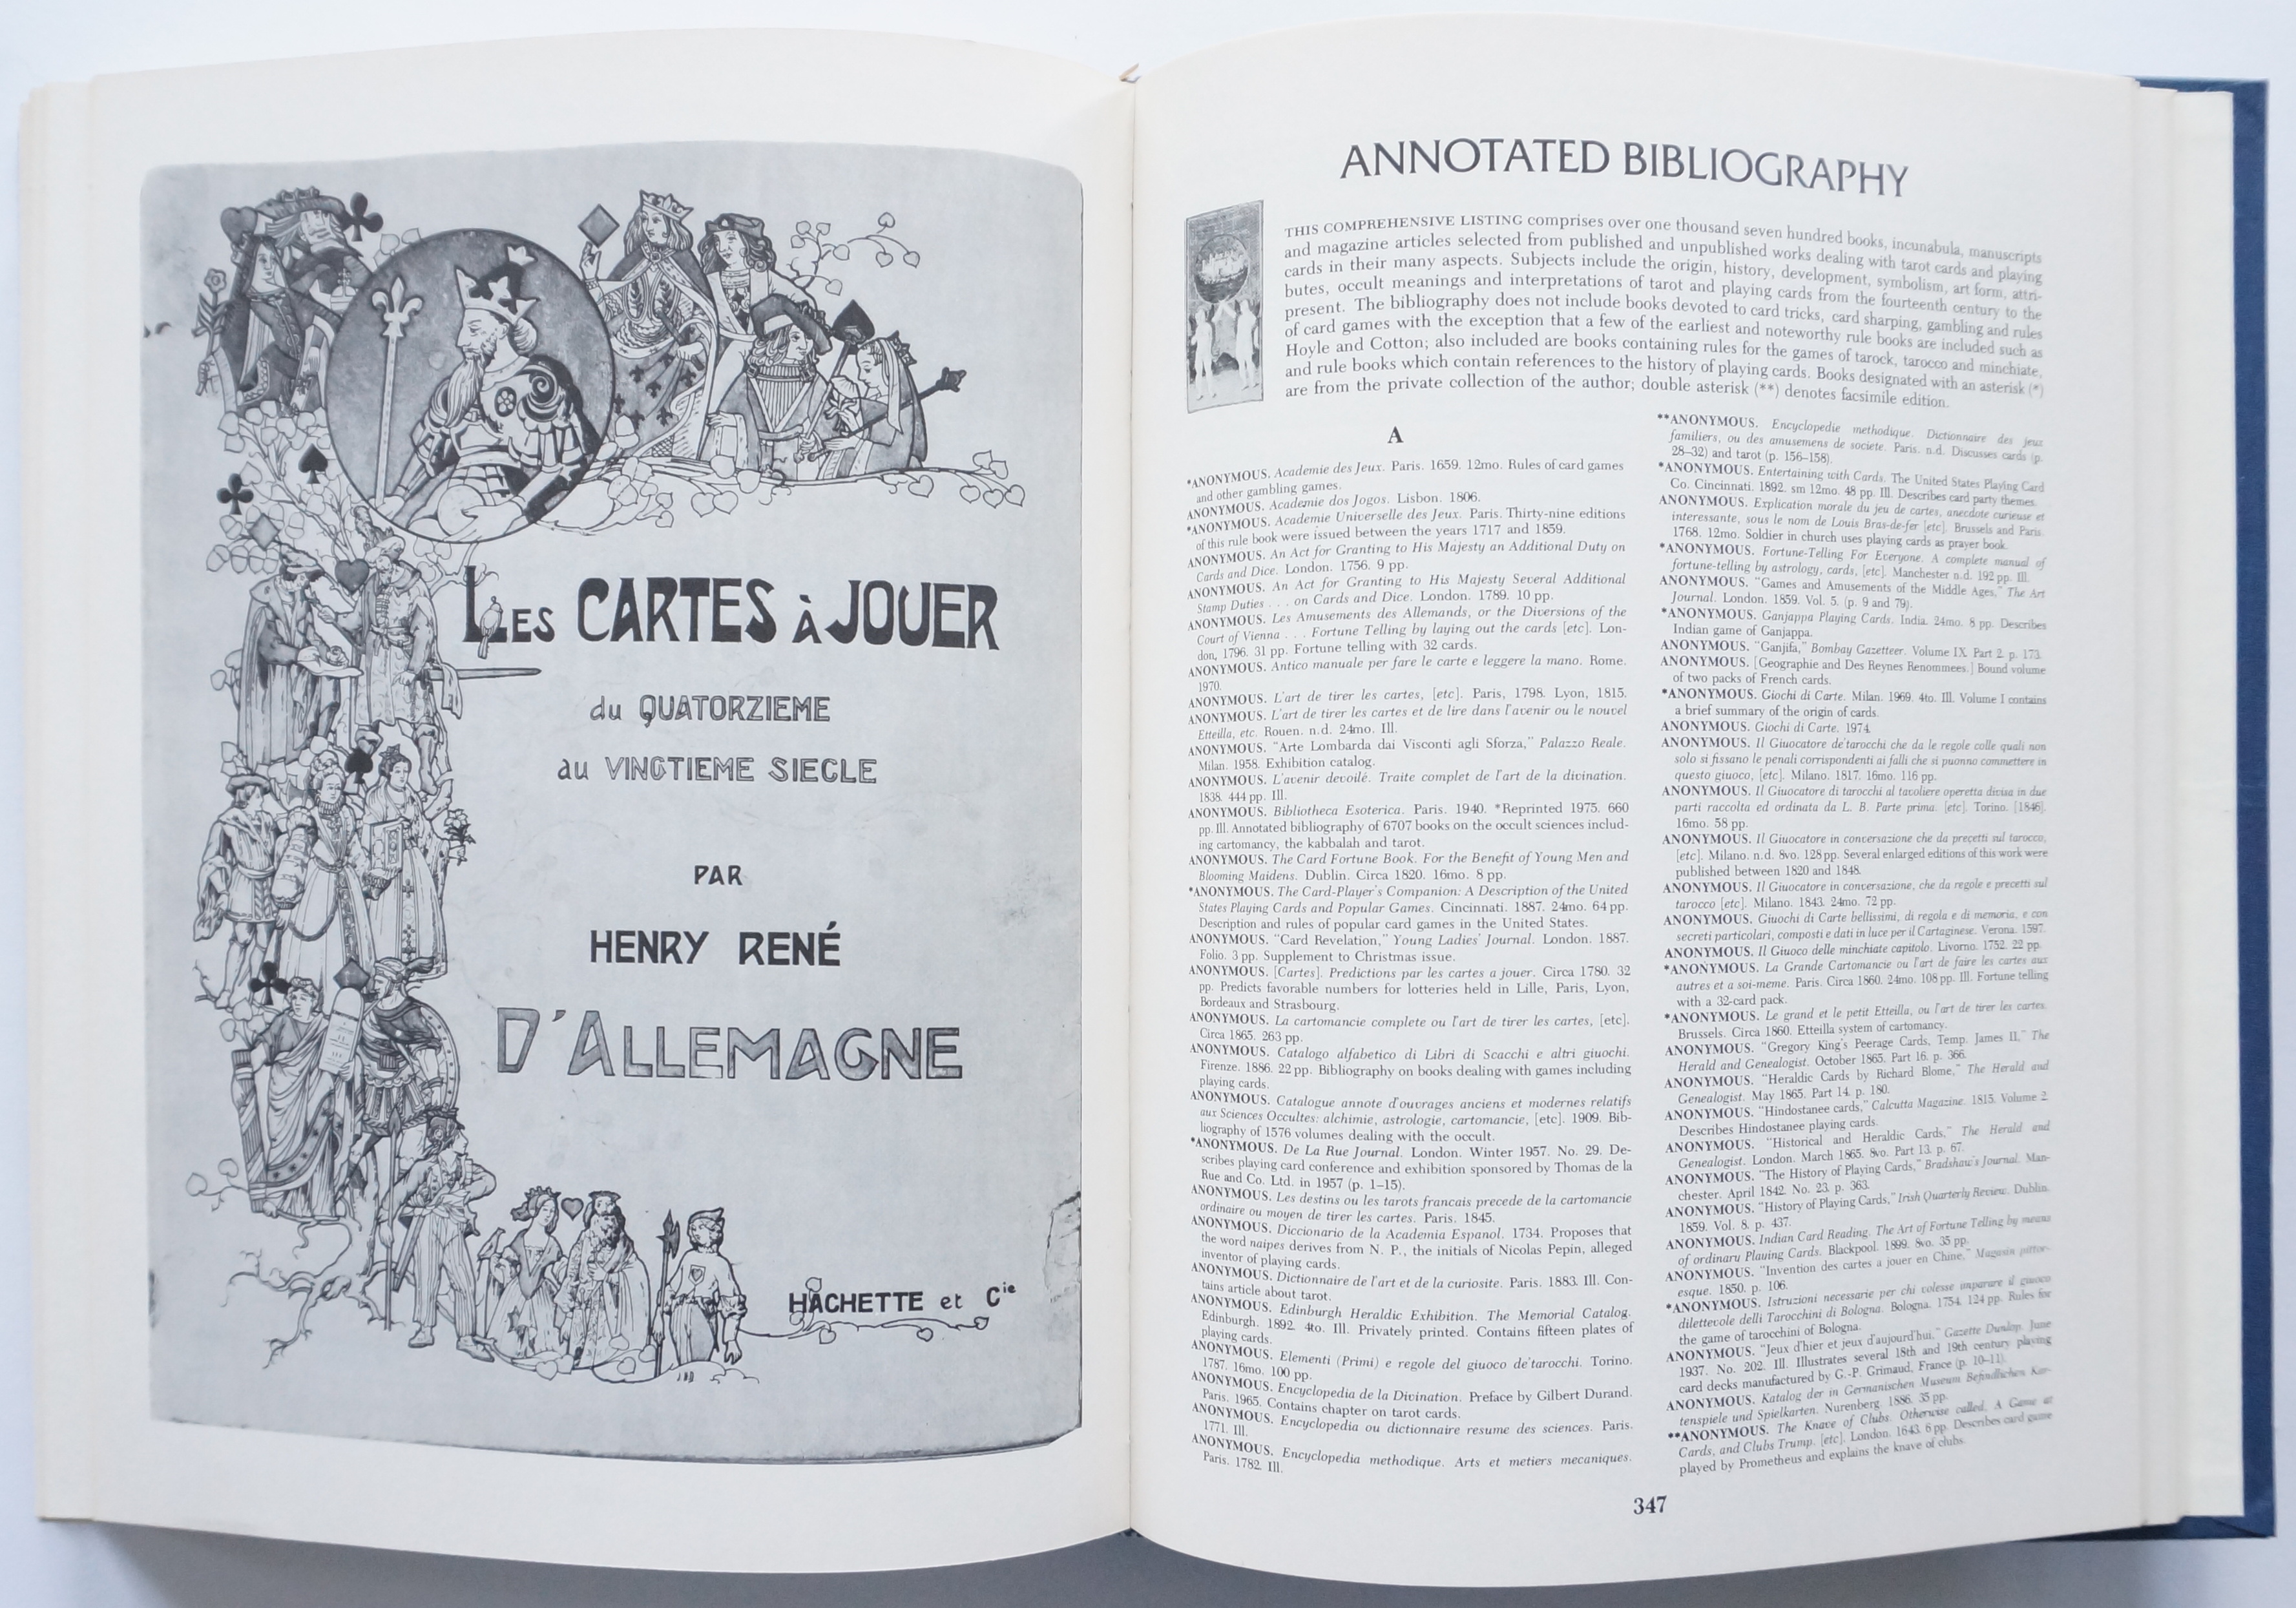 LES CARTES À JOUER
du QUATORZIEME
au VINGTIEME SIECLE
PAR
HENRY RENÉ
D'ALLEMAGNE
HACHETTE et Cie
ANNOTATED BIBLIOGRAPHY
THIS COMPREHENSIVE LISTING comprises over one thousand seven hundred books, incunabula, manuscripts
and magazine articles selected from published and unpublished works dealing with tarot cards and playing
cards in their many aspects. Subjects include the origin, history, development, symbolism, art form, attri-
butes, occult meanings and interpretations of tarot and playing cards from the fourteenth century to the
present. The bibliography does not include books devoted to card tricks, card sharping, gambling and rules
of card games with the exception that a few of the earliest and noteworthy rule books are included such as
Hoyle and Cotton; also included are books containing rules for the games of tarock, tarocco and minchiate,
and rule books which contain references to the history of playing cards. Books designated with an asterisk (*)
are from the private collection of the author; double asterisk (**) denotes facsimile edition.
A
*ANONYMOUS. Academie des Jeux. Paris. 1659. 12mo. Rules of card games
and other gambling games.
ANONYMOUS. Academie dos Jogos. Lisbon. 1806.
*ANONYMOUS. Academie Universelle des Jeux. Paris. Thirty-nine editions
of this rule book were issued between the years 1717 and 1859.
ANONYMOUS. An Act for Granting to His Majesty an Additional Duty on
Cards and Dice. London. 1756. 9 pp.
ANONYMOUS. An Act for Granting to His Majesty Several Additional
Stamp Duties . . . on Cards and Dice. London. 1789. 10 pp.
ANONYMOUS. Les Amusements des Allemands, or the Diversions of the
Court of Vienna . . . Fortune Telling by laying out the cards [etc]. Lon-
don, 1796. 31 pp. Fortune telling with 32 cards.
ANONYMOUS. Antico manuale per fare le carte e leggere la mano. Rome.
1970.
ANONYMOUS. L'art de tirer les cartes, [etc]. Paris, 1798. Lyon, 1815.
ANONYMOUS. L'art de tirer les cartes et de lire dans l'avenir ou le nouvel
Etteilla, etc. Rouen. n.d. 24mo. Ill.
ANONYMOUS. "Arte Lombarda dai Visconti agli Sforza," Palazzo Reale.
Milan. 1958. Exhibition catalog.
ANONYMOUS. L'avenir devoilé. Traite complet de l'art de la divination.
1838. 444 pp. Ill.
ANONYMOUS. Bibliotheca Esoterica. Paris. 1940. *Reprinted 1975. 660
pp. Ill. Annotated bibliography of 6707 books on the occult sciences includ-
ing cartomancy, the kabbalah and tarot.
ANONYMOUS. The Card Fortune Book. For the Benefit of Young Men and
Blooming Maidens. Dublin. Circa 1820. 16mo. 8 pp.
*ANONYMOUS. The Card-Player's Companion: A Description of the United
States Playing Cards and Popular Games. Cincinnati. 1887. 24mo. 64 pp.
Description and rules of popular card games in the United States.
ANONYMOUS. "Card Revelation," Young Ladies' Journal. London. 1887.
Folio. 3 pp. Supplement to Christmas issue.
ANONYMOUS. [Cartes]. Predictions par les cartes a jouer. Circa 1780. 32
pp. Predicts favorable numbers for lotteries held in Lille, Paris, Lyon,
Bordeaux and Strasbourg.
ANONYMOUS. La cartomancie complete ou l'art de tirer les cartes, [etc].
Circa 1865. 263 pp.
ANONYMOUS. Catalogo alfabetico di Libri di Scacchi e altri giuochi.
Firenze. 1886. 22 pp. Bibliography on books dealing with games including
playing cards.
ANONYMOUS. Catalogue annote d'ouvrages anciens et modernes relatifs
aux Sciences Occultes: alchimie, astrologie, cartomancie, [etc]. 1909. Bib-
liography of 1576 volumes dealing with the occult.
*ANONYMOUS. De La Rue Journal. London. Winter 1957. No. 29. De-
scribes playing card conference and exhibition sponsored by Thomas de la
Rue and Co. Ltd. in 1957 (p. 1–15).
ANONYMOUS. Les destins ou les tarots francais precede de la cartomancie
ordinaire ou moyen de tirer les cartes. Paris. 1845.
ANONYMOUS. Diccionario de la Academia Espanol. 1734. Proposes that
the word naipes derives from N. P., the initials of Nicolas Pepin, alleged
inventor of playing cards.
ANONYMOUS. Dictionnaire de l'art et de la curiosite. Paris. 1883. Ill. Con-
tains article about tarot.
ANONYMOUS. Edinburgh Heraldic Exhibition. The Memorial Catalog.
Edinburgh. 1892. 4to. Ill. Privately printed. Contains fifteen plates of
playing cards.
ANONYMOUS. Elementi (Primi) e regole del giuoco de'tarocchi. Torino.
1787. 16mo. 100 pp.
ANONYMOUS. Encyclopedia de la Divination. Preface by Gilbert Durand.
Paris. 1965. Contains chapter on tarot cards.
ANONYMOUS. Encyclopedia ou dictionnaire resume des sciences. Paris.
1771. Ill.
ANONYMOUS. Encyclopedia methodique. Arts et metiers mecaniques.
Paris. 1782. Ill.
**ANONYMOUS. Encyclopedie methodique. Dictionnaire des jeux
familiers, ou des amusemens de societe. Paris. n.d. Discusses cards (p.
28–32) and tarot (p. 156–158).
*ANONYMOUS. Entertaining with Cards. The United States Playing Card
Co. Cincinnati. 1892. sm 12mo. 48 pp. Ill. Describes card party themes.
ANONYMOUS. Explication morale du jeu de cartes, anecdote curieuse et
interessante, sous le nom de Louis Bras-de-fer [etc]. Brussels and Paris.
1768. 12mo. Soldier in church uses playing cards as prayer book.
*ANONYMOUS. Fortune-Telling For Everyone. A complete manual of
fortune-telling by astrology, cards, [etc]. Manchester n.d. 192 pp. Ill.
ANONYMOUS. "Games and Amusements of the Middle Ages," The Art
Journal. London. 1859. Vol. 5. (p. 9 and 79).
*ANONYMOUS. Ganjappa Playing Cards. India. 24mo. 8 pp. Describes
Indian game of Ganjappa.
ANONYMOUS. "Ganjifa," Bombay Gazetteer. Volume IX. Part 2. p. 173.
ANONYMOUS. [Geographie and Des Reynes Renommees.] Bound volume
of two packs of French cards.
*ANONYMOUS. Giochi di Carte. Milan. 1969. 4to. Ill. Volume I contains
a brief summary of the origin of cards.
ANONYMOUS. Giochi di Carte. 1974.
ANONYMOUS. Il Giuocatore de'tarocchi che da le regole colle quali non
solo si fissano le penali corrispondenti ai falli che si puonno commettere in
questo giuoco, [etc]. Milano. 1817. 16mo. 116 pp.
ANONYMOUS. Il Giuocatore di tarocchi al tavoliere operetta divisa in due
parti raccolta ed ordinata da L. B. Parte prima. [etc]. Torino. [1846].
16mo. 58 pp.
ANONYMOUS. Il Giuocatore in conversazione che da precetti sul tarocco,
[etc]. Milano. n.d. 8vo. 128 pp. Several enlarged editions of this work were
published between 1820 and 1848.
ANONYMOUS. Il Giuocatore in conversazione, che da regole e precetti sul
tarocco [etc]. Milano. 1843. 24mo. 72 pp.
ANONYMOUS. Giuochi di Carte bellissimi, di regola e di memoria, e con
secreti particolari, composti e dati in luce per il Cartaginese. Verona. 1597.
ANONYMOUS. Il Giuoco delle minchiate capitolo. Livorno. 1752. 22 pp.
*ANONYMOUS. La Grande Cartomancie ou l'art de faire les cartes aux
autres et a soi-meme. Paris. Circa 1860. 24mo. 108 pp. Ill. Fortune telling
with a 32-card pack.
*ANONYMOUS. Le grand et le petit Etteilla, ou l'art de tirer les cartes.
Brussels. Circa 1860. Etteilla system of cartomancy.
ANONYMOUS. "Gregory King's Peerage Cards, Temp. James II," The
Herald and Genealogist. October 1865. Part 16. p. 366.
ANONYMOUS. "Heraldic Cards by Richard Blome," The Herald and
Genealogist. May 1865. Part 14. p. 180.
ANONYMOUS. "Hindostanee cards," Calcutta Magazine. 1815. Volume 2.
Describes Hindostanee playing cards.
ANONYMOUS. "Historical and Heraldic Cards," The Herald and
Genealogist. London. March 1865. 8vo. Part 13. p. 67.
ANONYMOUS. "The History of Playing Cards," Bradshaw's Journal. Man-
chester. April 1842. No. 23. p. 363.
ANONYMOUS. "History of Playing Cards," Irish Quarterly Review. Dublin.
1859. Vol. 8. p. 437.
ANONYMOUS. Indian Card Reading. The Art of Fortune Telling by means
of ordinary Playing Cards. Blackpool. 1899. 8vo. 35 pp.
ANONYMOUS. "Invention des cartes a jouer en Chine," Magasin pittor-
esque. 1850. p. 106.
*ANONYMOUS. Istruzioni necessarie per chi volesse imparare il giuoco
dilettevole delli Tarocchini di Bologna. Bologna. 1754. 124 pp. Rules for
the game of tarocchini of Bologna.
ANONYMOUS. "Jeux d'hier et jeux d'aujourd'hui," Gazette Dunlop. June
1937. No. 202. Ill. Illustrates several 18th and 19th century playing
card decks manufactured by G.-P. Grimaud, France (p. 10–11).
ANONYMOUS. Katalog der in Germanischen Museum Befindlichen Kar-
tenspiele und Spielkarten. Nurenberg. 1886. 35 pp.
**ANONYMOUS. The Knave of Clubs. Otherwise called. A Game at
Cards, and Clubs Trump. [etc]. London. 1643. 6 pp. Describes card game
played by Prometheus and explains the knave of clubs.
347